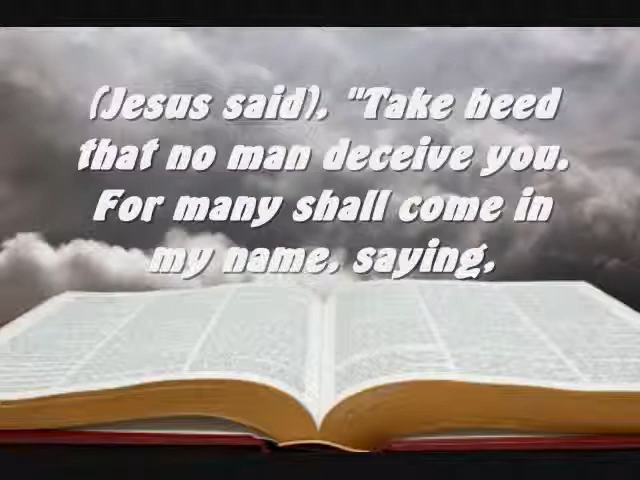 (Jesus said), "Take heed
that no man deceive you.
For many shall come in
my name, saying,